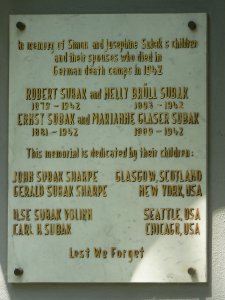 In memory of Simon and Josephine Subak's children
and their spouses who died in
German death camps in 1942
ROBERT SUBAK and NELLY BRÜLL SUBAK
1879 - 1942 1893 - 1942
ERNST SUBAK and MARIANNE GLASER SUBAK
1881 - 1942 1889 - 1942
This memorial is dedicated by their children:
JOHN SUBAK SHARPE GLASGOW, SCOTLAND
GERALD SUBAK SHARPE NEW YORK, USA
ILSE SUBAK SEATTLE, USA
CARL H SUBAK CHICAGO, USA
Lest We Forget